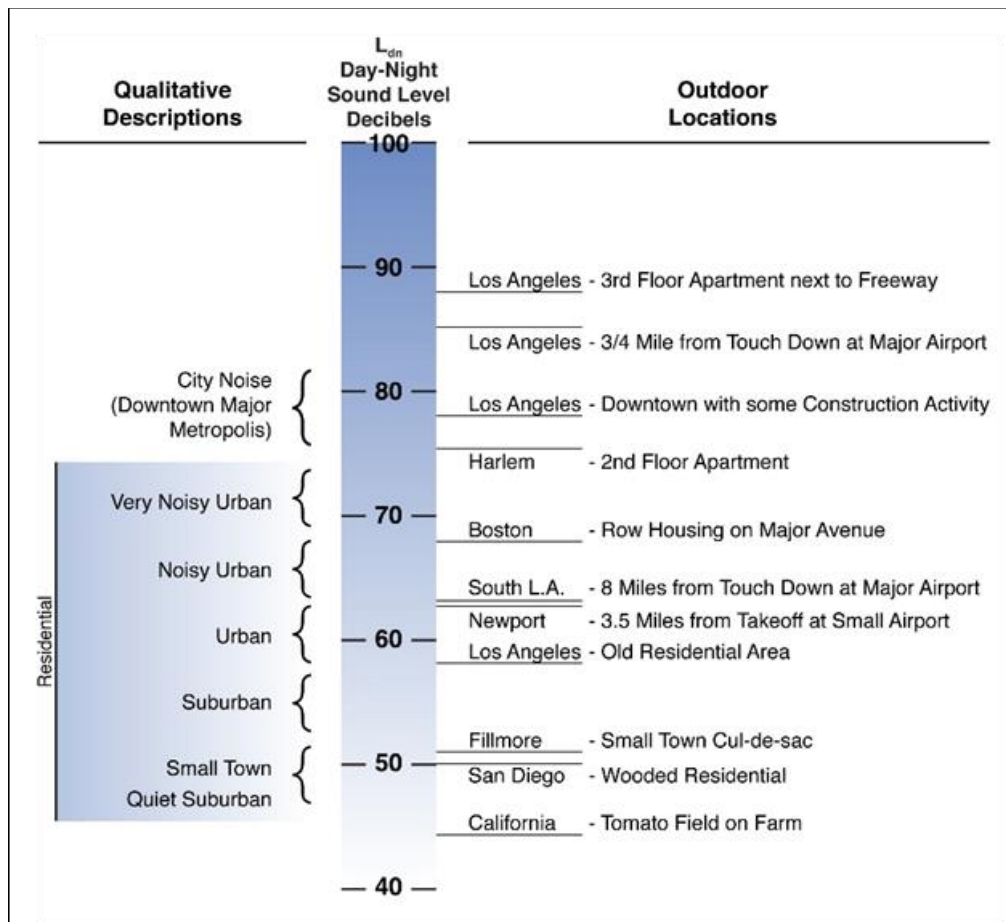 Qualitative
Descriptions
L_dn
Day-Night
Sound Level
Decibels
Outdoor
Locations
100
90
80
70
60
50
40
City Noise
(Downtown Major
Metropolis)
Residential
Very Noisy Urban
Noisy Urban
Urban
Suburban
Small Town
Quiet Suburban
Los Angeles - 3rd Floor Apartment next to Freeway
Los Angeles - 3/4 Mile from Touch Down at Major Airport
Los Angeles - Downtown with some Construction Activity
Harlem - 2nd Floor Apartment
Boston - Row Housing on Major Avenue
South L.A. - 8 Miles from Touch Down at Major Airport
Newport - 3.5 Miles from Takeoff at Small Airport
Los Angeles - Old Residential Area
Fillmore - Small Town Cul-de-sac
San Diego - Wooded Residential
California - Tomato Field on Farm